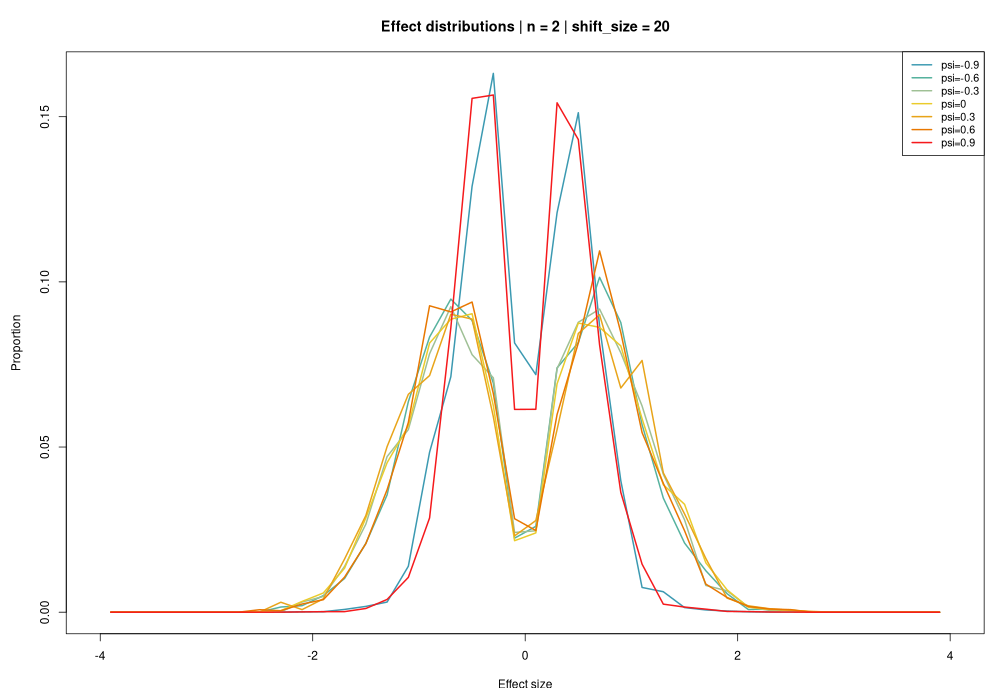 Effect distributions | n = 2 | shift_size = 20
psi=-0.9
psi=-0.6
psi=-0.3
psi=0
psi=0.3
psi=0.6
psi=0.9
Proportion
0.15
0.10
0.05
0.00
-4 -2 0 2 4
Effect size